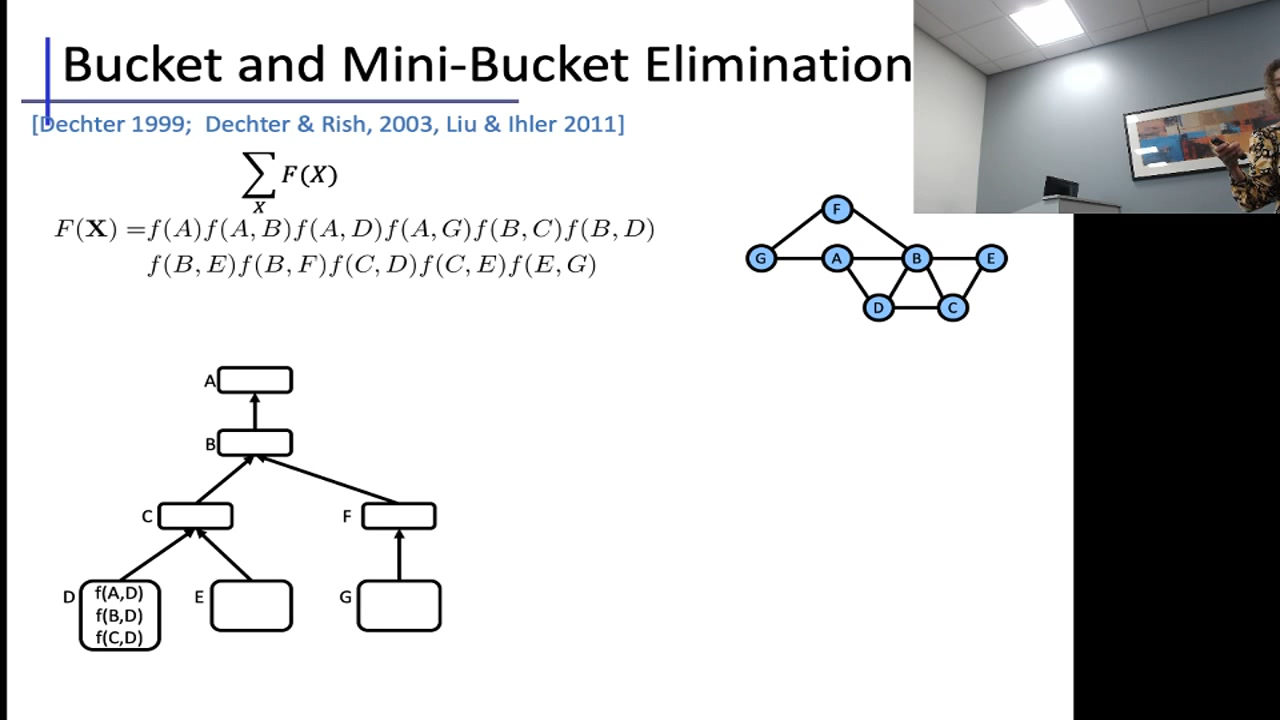 Bucket and Mini-Bucket Elimination
[Dechter 1999; Dechter & Rish, 2003, Liu & Ihler 2011]
∑ F(X)
X
F(X) =f(A)f(A, B)f(A, D)f(A, G)f(B, C)f(B, D)
f(B, E)f(B, F)f(C, D)f(C, E)f(E, G)
F
G A B E
D C
A
B
C F
D f(A,D) E G
f(B,D)
f(C,D)